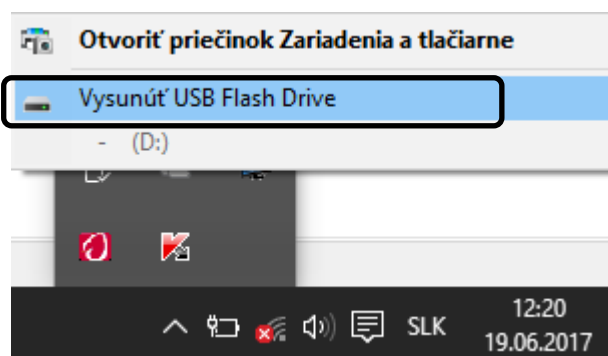 Otvoriť priečinok Zariadenia a tlačiarne
Vysunúť USB Flash Drive
- (D:)
SLK
12:20
19.06.2017